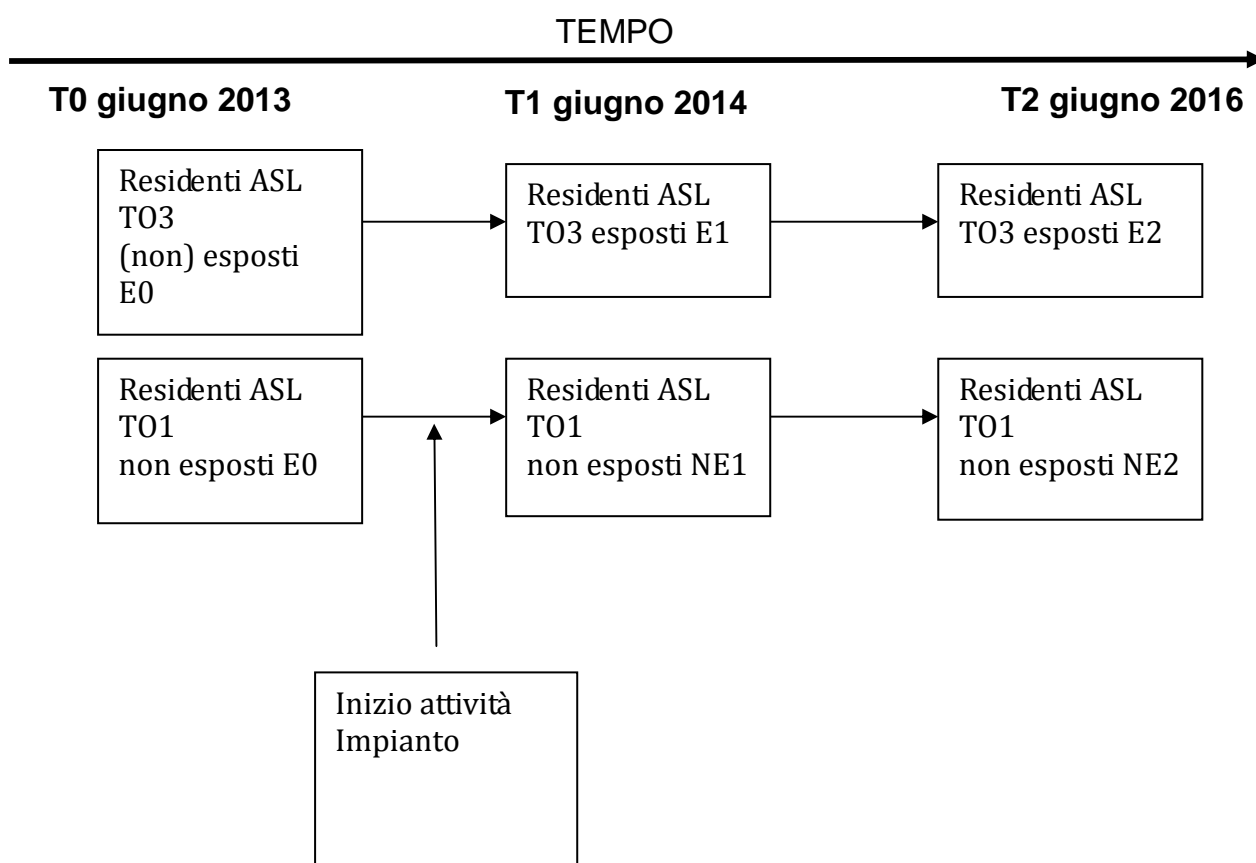 TEMPO
T0 giugno 2013
T1 giugno 2014
T2 giugno 2016
Residenti ASL
TO3
(non) esposti
E0
Residenti ASL
TO3 esposti E1
Residenti ASL
TO3 esposti E2
Residenti ASL
TO1
non esposti E0
Residenti ASL
TO1
non esposti NE1
Residenti ASL
TO1
non esposti NE2
Inizio attività
Impianto